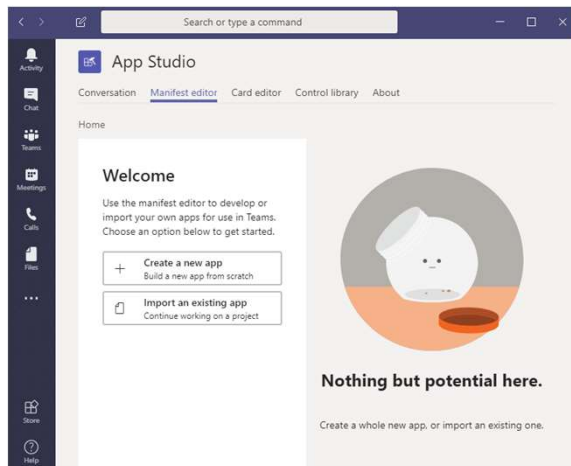 Search or type a command
Activity
Chat
Teams
Meetings
Calls
Files
Store
Help
App Studio
Conversation Manifest editor Card editor Control library About
Home
Welcome
Use the manifest editor to develop or
import your own apps for use in Teams.
Choose an option below to get started.
Create a new app
Build a new app from scratch
Import an existing app
Continue working on a project
Nothing but potential here.
Create a whole new app, or import an existing one.